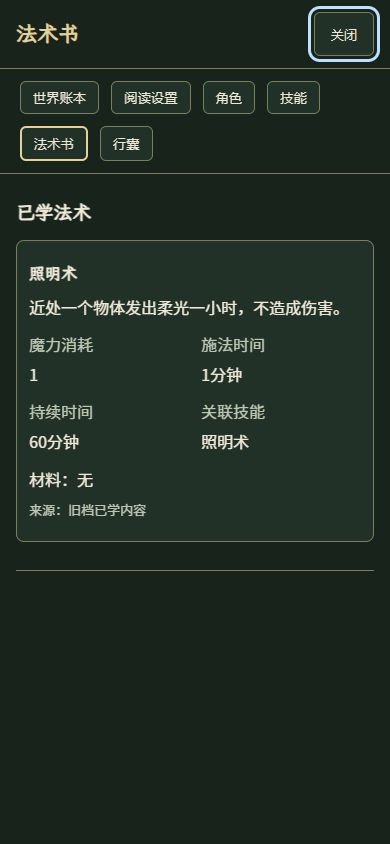 法术书
关闭
世界账本 阅读设置 角色 技能
法术书 行囊
已学法术
照明术
近处一个物体发出柔光一小时，不造成伤害。
魔力消耗 施法时间
1 1分钟
持续时间 关联技能
60分钟 照明术
材料：无
来源：旧档已学内容